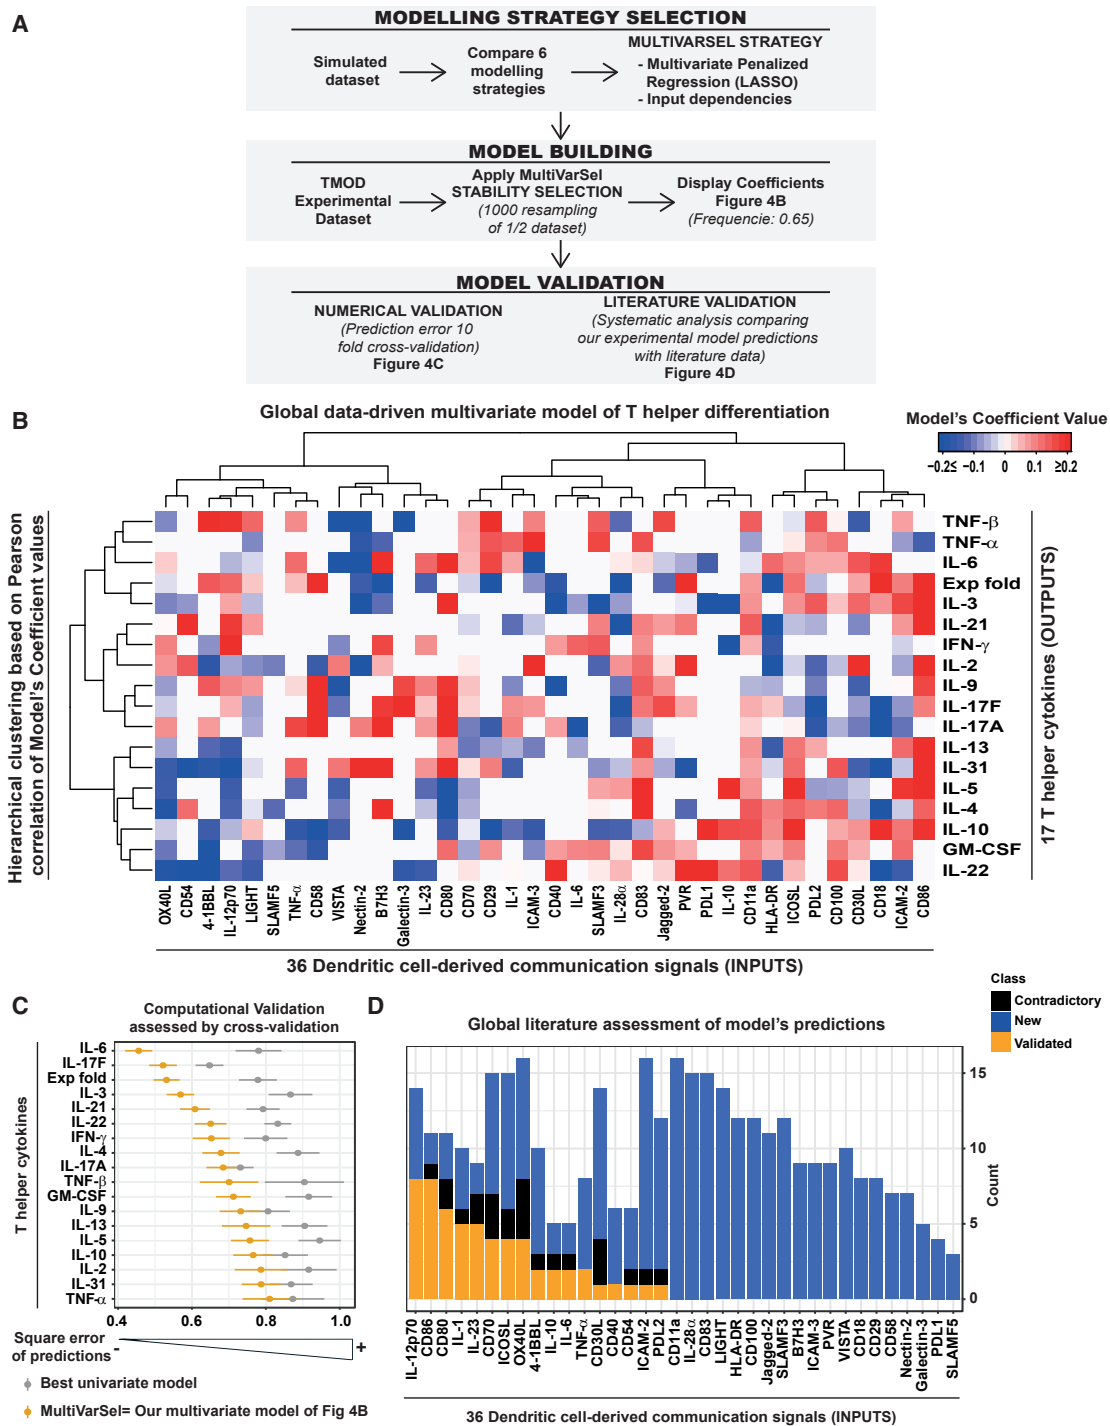 A
MODELLING STRATEGY SELECTION
Simulated
dataset
Compare 6
modelling
strategies
MULTIVARSEL STRATEGY
- Multivariate Penalized
Regression (LASSO)
- Input dependencies
MODEL BUILDING
TMOD
Experimental
Dataset
Apply MultiVarSel
STABILITY SELECTION
(1000 resampling
of 1/2 dataset)
Display Coefficients
Figure 4B
(Frequencie: 0.65)
MODEL VALIDATION
NUMERICAL VALIDATION
(Prediction error 10
fold cross-validation)
Figure 4C
LITERATURE VALIDATION
(Systematic analysis comparing
our experimental model predictions
with literature data)
Figure 4D
B
Global data-driven multivariate model of T helper differentiation
Model's Coefficient Value
-0.2≤ -0.1 0 0.1 ≥0.2
Hierarchical clustering based on Pearson
correlation of Model's Coefficient values
TNF-β
TNF-α
IL-6
Exp fold
IL-3
IL-21
IFN-γ
IL-2
IL-9
IL-17F
IL-17A
IL-13
IL-31
IL-5
IL-4
IL-10
GM-CSF
IL-22
17 T helper cytokines (OUTPUTS)
OX40L
CD54
4-1BBL
IL-12p70
LIGHT
SLAMF5
TNF-α
CD58
VISTA
Nectin-2
B7H3
Galectin-3
IL-23
CD80
CD70
CD29
IL-1
ICAM-3
CD40
IL-6
SLAMF3
IL-28α
CD83
Jagged-2
PVR
PDL1
IL-10
CD11a
HLA-DR
ICOSL
PDL2
CD100
CD30L
CD18
ICAM-2
CD86
36 Dendritic cell-derived communication signals (INPUTS)
C
Computational Validation
assessed by cross-validation
T helper cytokines
IL-6
IL-17F
Exp fold
IL-3
IL-21
IL-22
IFN-γ
IL-4
IL-17A
TNF-β
GM-CSF
IL-9
IL-13
IL-5
IL-10
IL-2
IL-31
TNF-α
0.4 0.6 0.8 1.0
Square error
of predictions
- +
Best univariate model
MultiVarSel= Our multivariate model of Fig 4B
D
Global literature assessment of model's predictions
Class
Contradictory
New
Validated
15
10
5
0
Count
IL-12p70
CD86
CD80
IL-1
IL-23
CD70
ICOSL
OX40L
4-1BBL
IL-10
IL-6
TNF-α
CD30L
CD40
CD54
ICAM-2
PDL2
CD11a
IL-28α
CD83
LIGHT
HLA-DR
CD100
Jagged-2
SLAMF3
B7H3
ICAM-3
PVR
VISTA
CD18
CD29
CD58
Nectin-2
Galectin-3
PDL1
SLAMF5
36 Dendritic cell-derived communication signals (INPUTS)